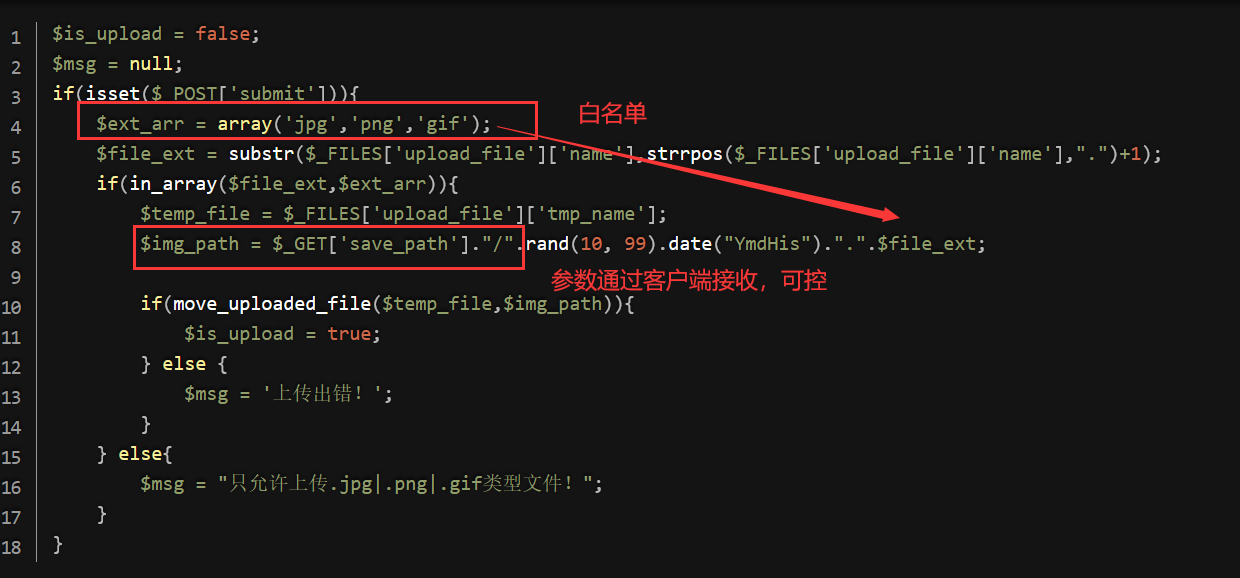 1 $is_upload = false;
2 $msg = null;
3 if(isset($_POST['submit'])){
4 $ext_arr = array('jpg','png','gif'); 白名单
5 $file_ext = substr($_FILES['upload_file']['name'],strrpos($_FILES['upload_file']['name'],".")+1);
6 if(in_array($file_ext,$ext_arr)){
7 $temp_file = $_FILES['upload_file']['tmp_name'];
8 $img_path = $_GET['save_path']."/".rand(10, 99).date("YmdHis").".".$file_ext;
9 参数通过客户端接收，可控
10 if(move_uploaded_file($temp_file,$img_path)){
11 $is_upload = true;
12 } else {
13 $msg = '上传出错！';
14 }
15 } else{
16 $msg = "只允许上传.jpg|.png|.gif类型文件！";
17 }
18 }